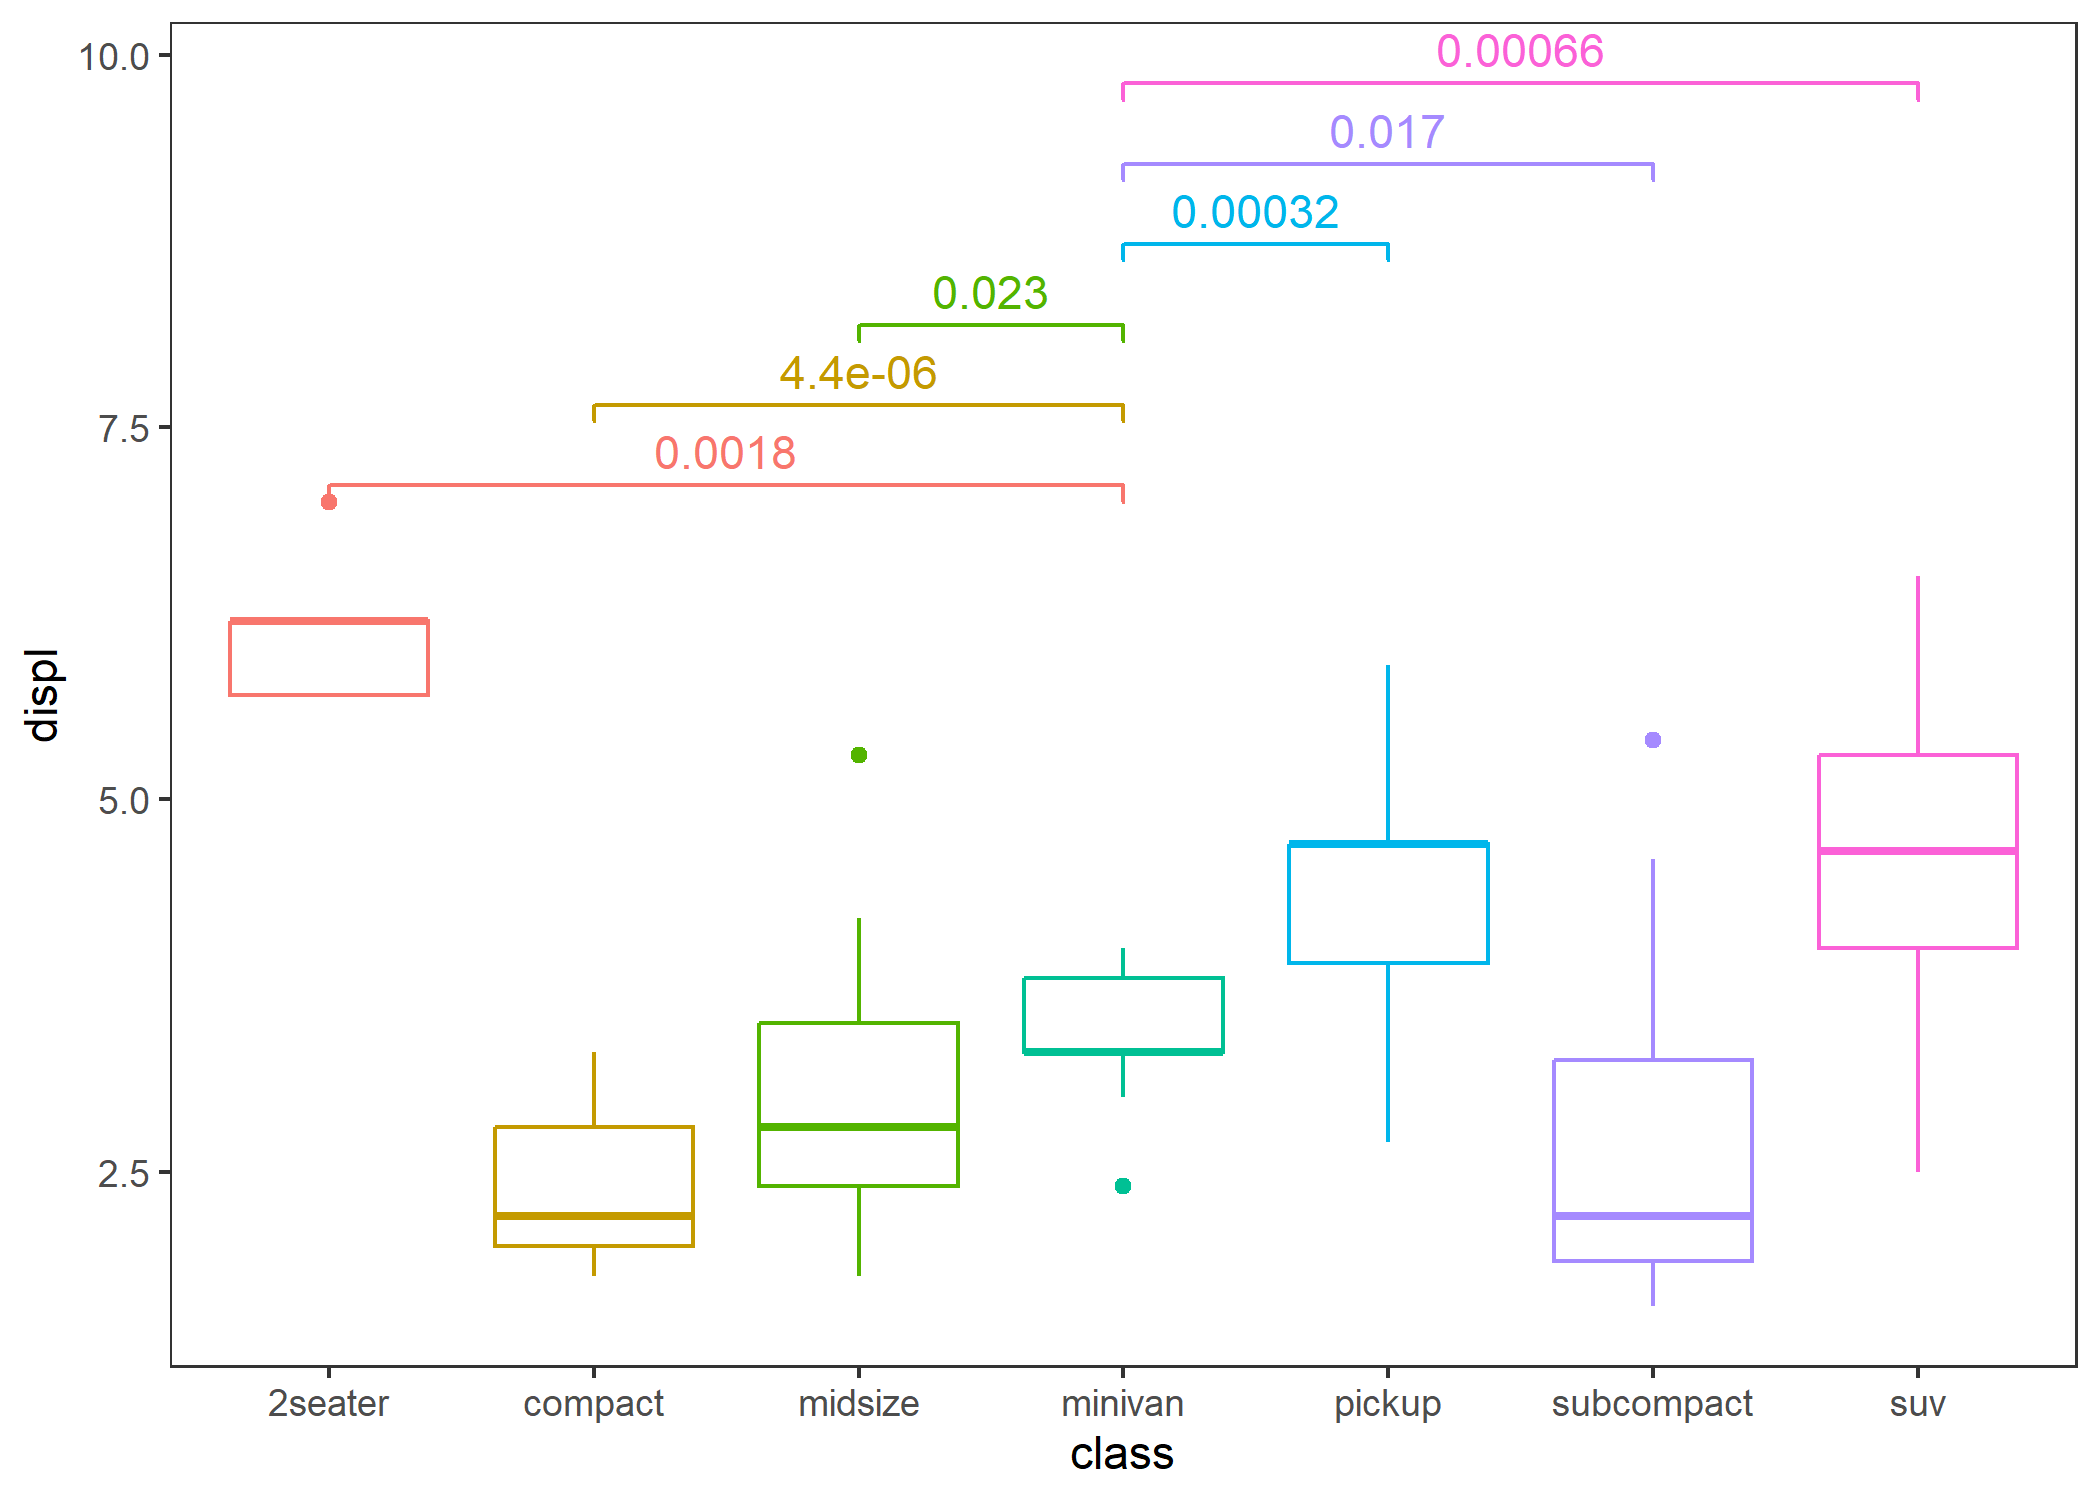 10.0
0.00066
0.017
0.00032
0.023
4.4e-06
7.5
0.0018
displ
5.0
2.5
2seater compact midsize minivan pickup subcompact suv
class